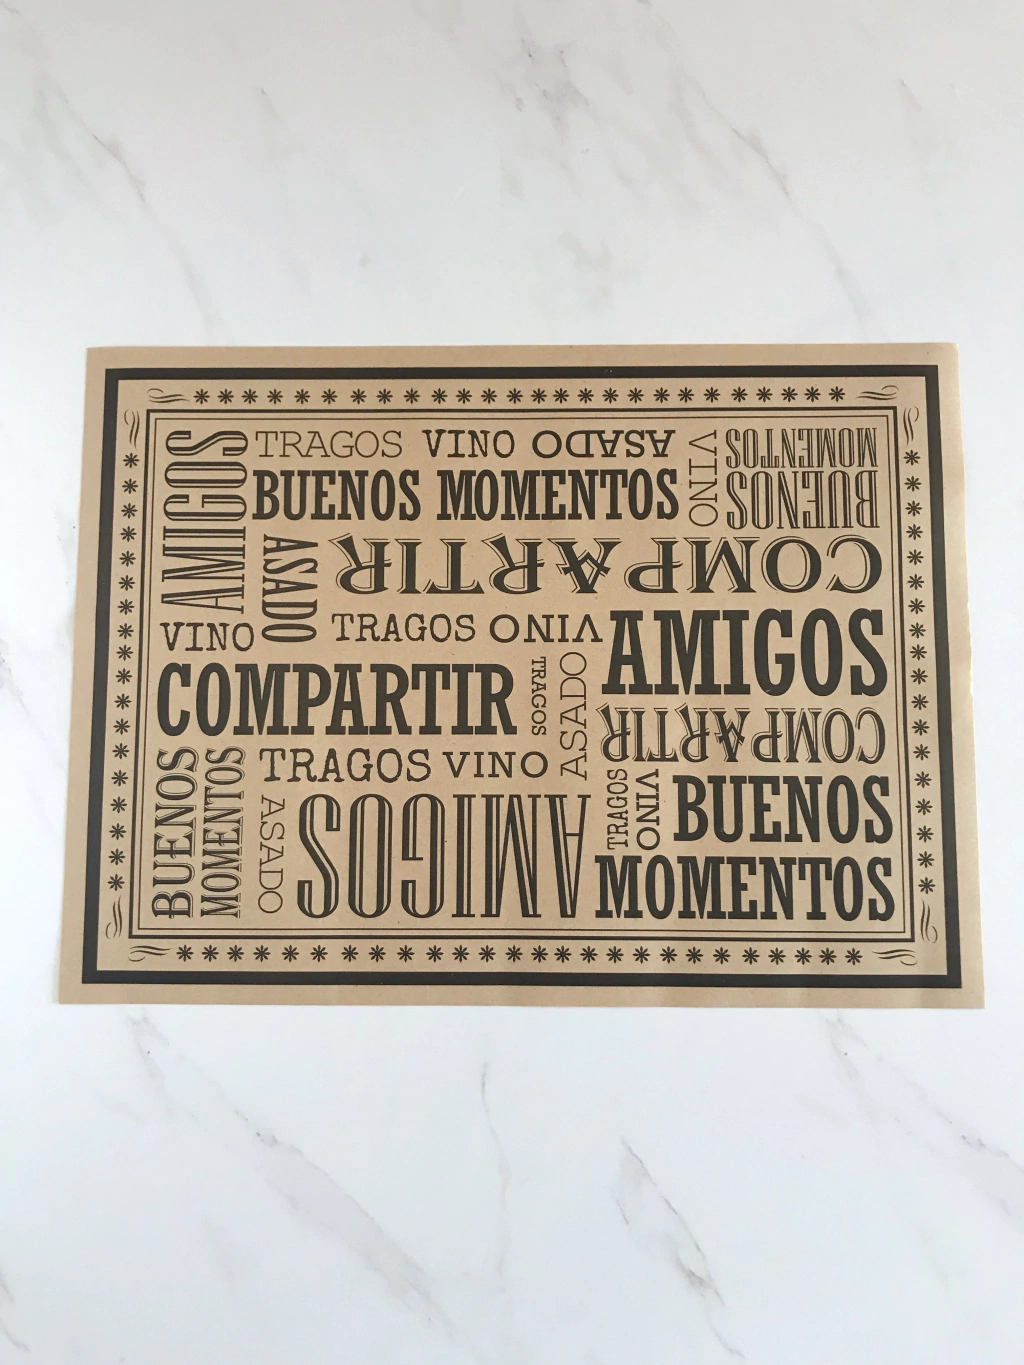 AMIGOS
TRAGOS VINO ASADO
BUENOS MOMENTOS
VINO
BUENOS
MOMENTOS
ASADO
COMPARTIR
VINO
TRAGOS VINO
AMIGOS
COMPARTIR
TRAGOS
ASADO
COMPARTIR
BUENOS
MOMENTOS
TRAGOS VINO
ASADO
AMIGOS
TRAGOS
VINO
BUENOS
MOMENTOS